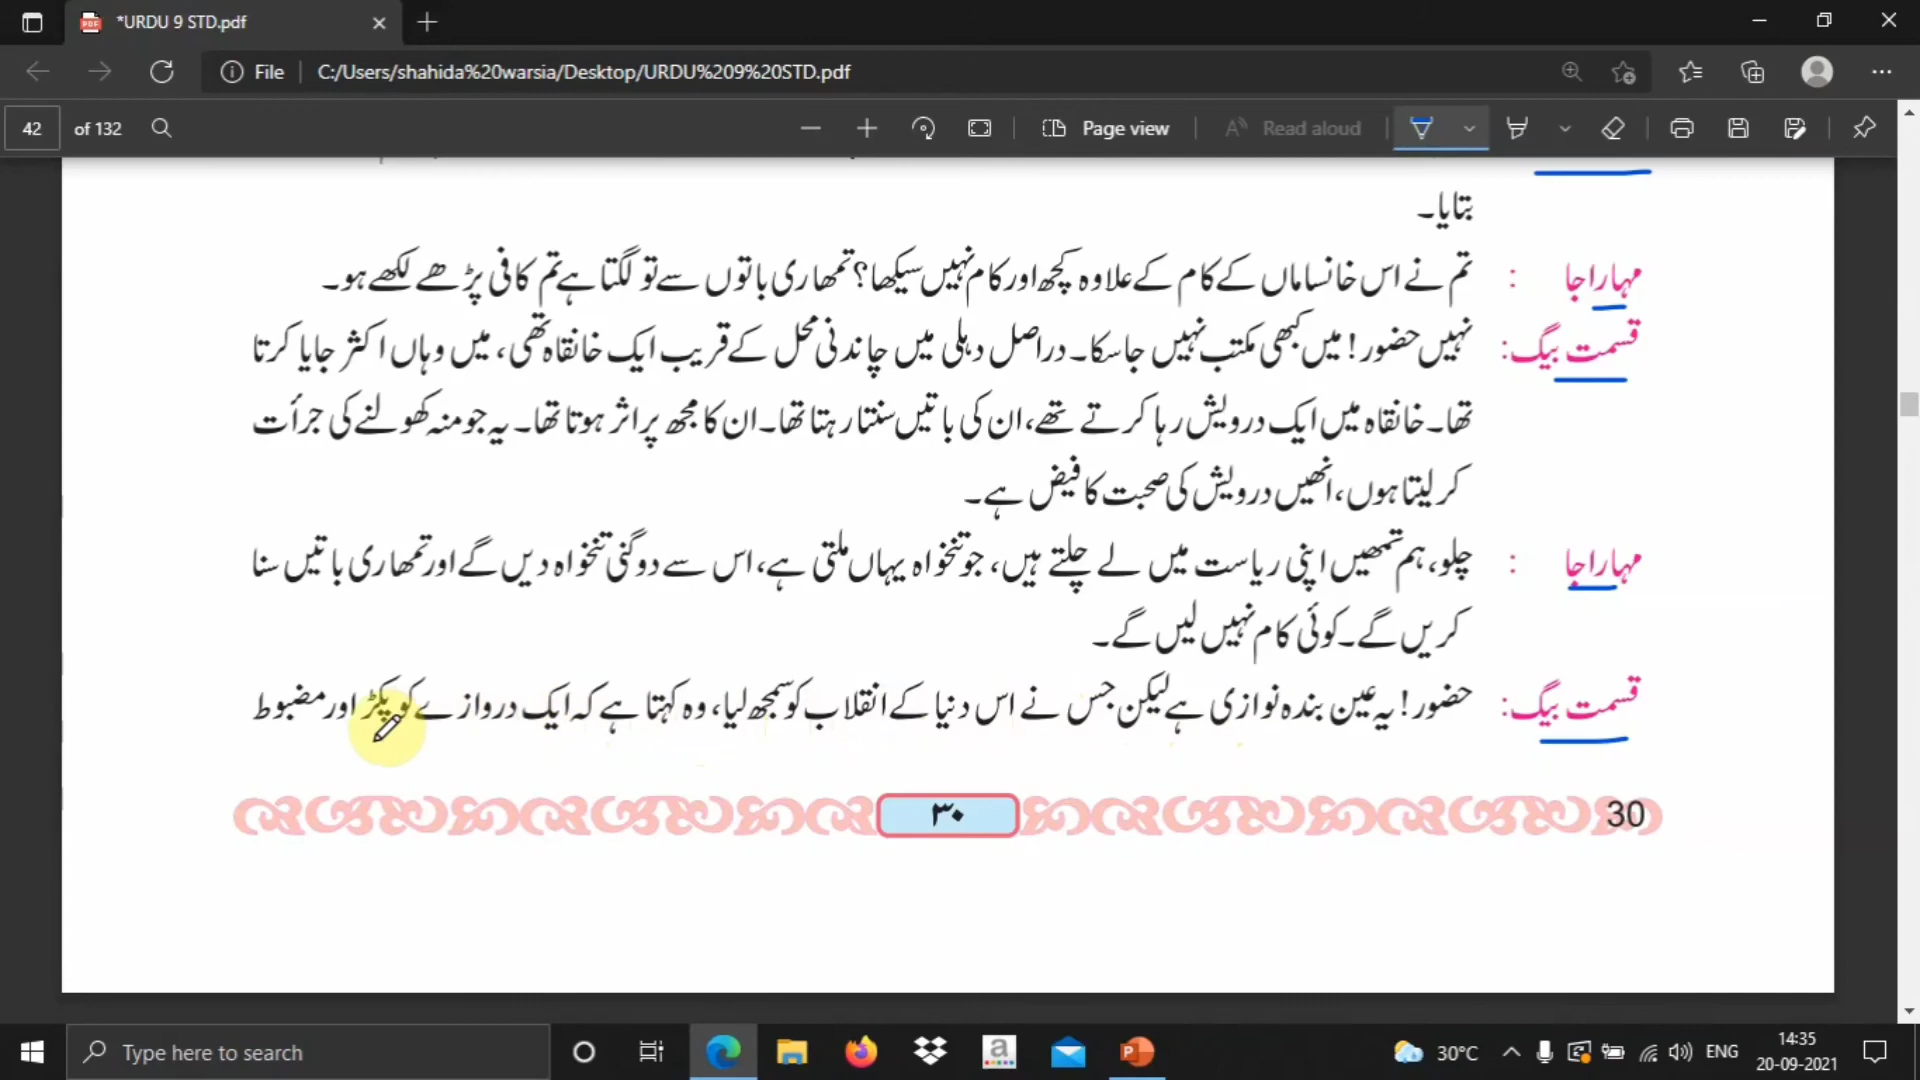 *URDU 9 STD.pdf
File
C:/Users/shahida%20warsia/Desktop/URDU%209%20STD.pdf
42 of 132
Page view
Read aloud
بتایا۔
مہاراجا : تم نے اس خانساماں کے کام کے علاوہ کچھ اور کام نہیں سیکھا؟ تمھاری باتوں سے تو لگتا ہے تم کافی پڑھے لکھے ہو۔
قسمت بیگ : نہیں حضور! میں کبھی مکتب نہیں جاسکا۔ دراصل دہلی میں چاندنی محل کے قریب ایک خانقاہ تھی، میں وہاں اکثر جایا کرتا
تھا۔ خانقاہ میں ایک درویش رہا کرتے تھے، ان کی باتیں سنتا رہتا تھا۔ ان کا مجھ پر اثر ہوتا تھا۔ یہ جو منہ کھولنے کی جرأت
کر لیتا ہوں، انھیں درویش کی صحبت کا فیض ہے۔
مہاراجا : چلو، ہم تمھیں اپنی ریاست میں لے چلتے ہیں، جو تنخواہ یہاں ملتی ہے، اس سے دوگنی تنخواہ دیں گے اور تمھاری باتیں سنا
کریں گے۔ کوئی کام نہیں لیں گے۔
قسمت بیگ : حضور! یہ عین بندہ نوازی ہے لیکن جس نے اس دنیا کے انقلاب کو سمجھ لیا، وہ کہتا ہے کہ ایک دروازے کو پکڑ اور مضبوط
۳۰
30
Type here to search
30°C
ENG
14:35
20-09-2021